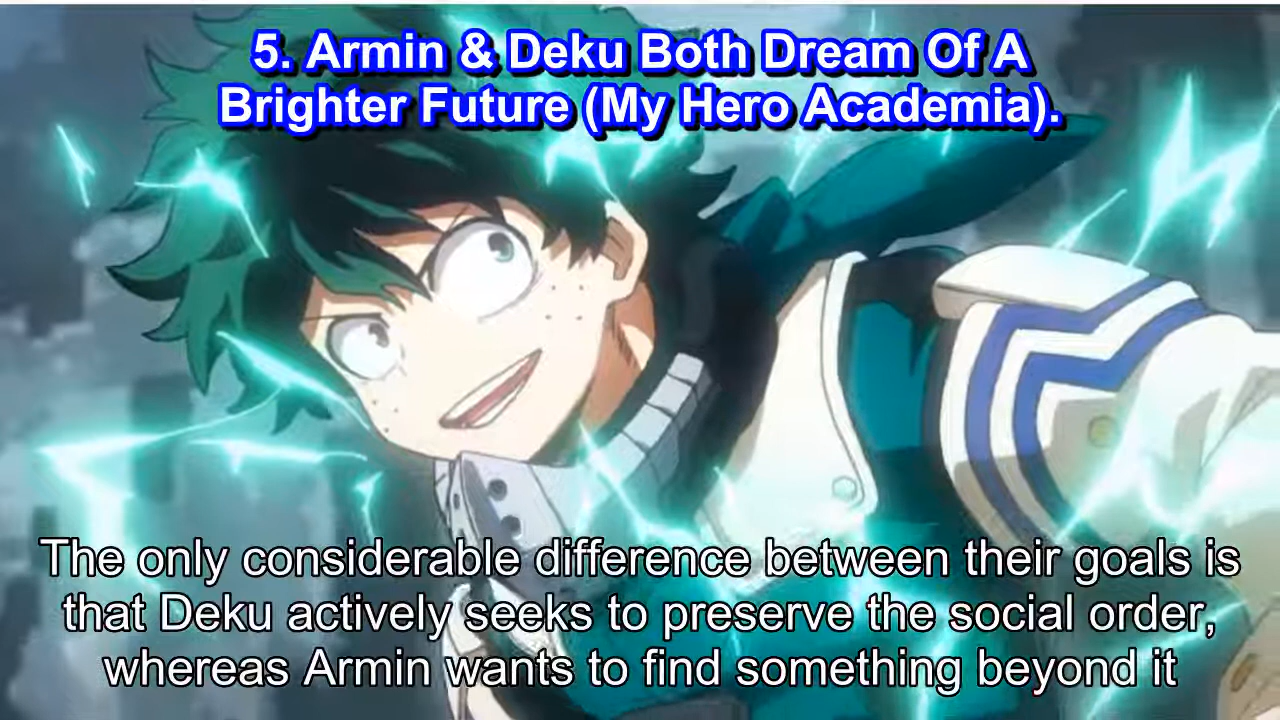 5. Armin & Deku Both Dream Of A
Brighter Future (My Hero Academia).
The only considerable difference between their goals is
that Deku actively seeks to preserve the social order,
whereas Armin wants to find something beyond it